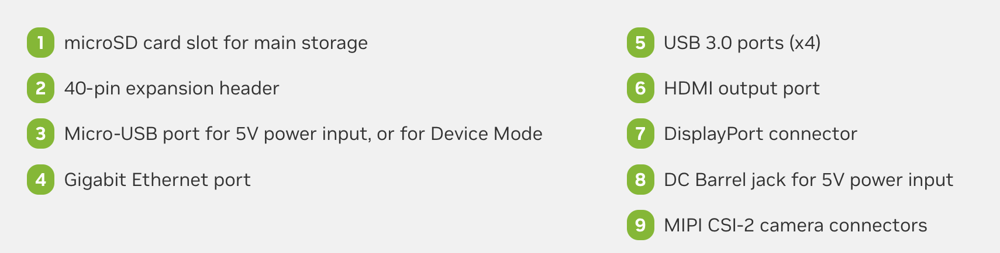 1 microSD card slot for main storage
2 40-pin expansion header
3 Micro-USB port for 5V power input, or for Device Mode
4 Gigabit Ethernet port
5 USB 3.0 ports (x4)
6 HDMI output port
7 DisplayPort connector
8 DC Barrel jack for 5V power input
9 MIPI CSI-2 camera connectors